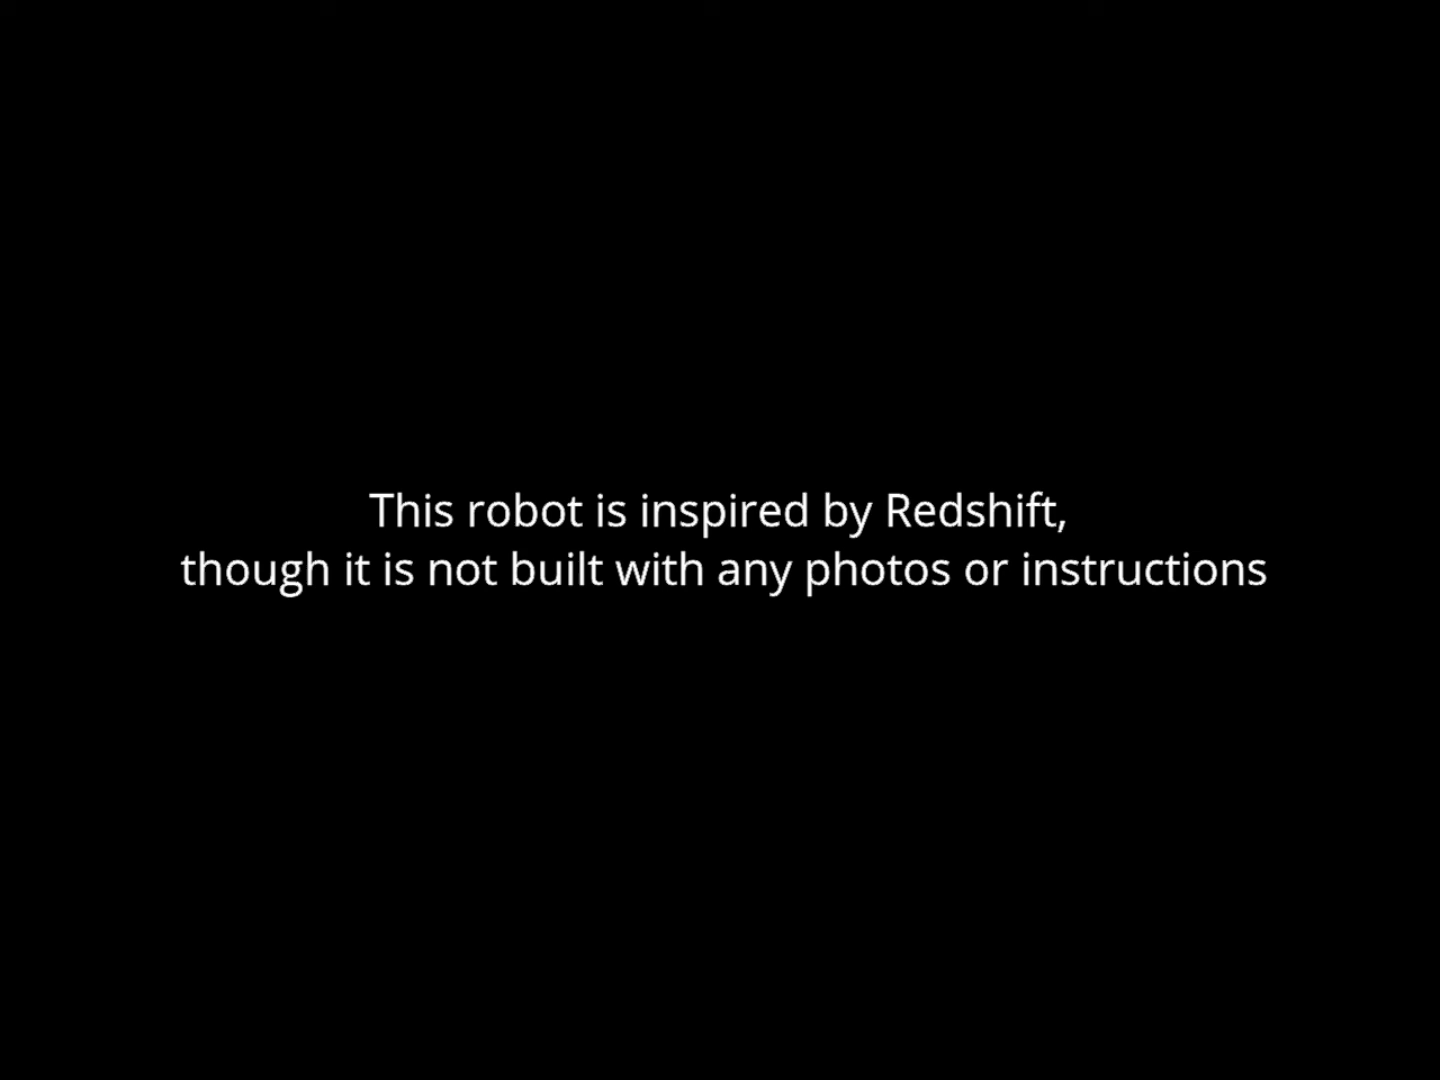 This robot is inspired by Redshift,
though it is not built with any photos or instructions